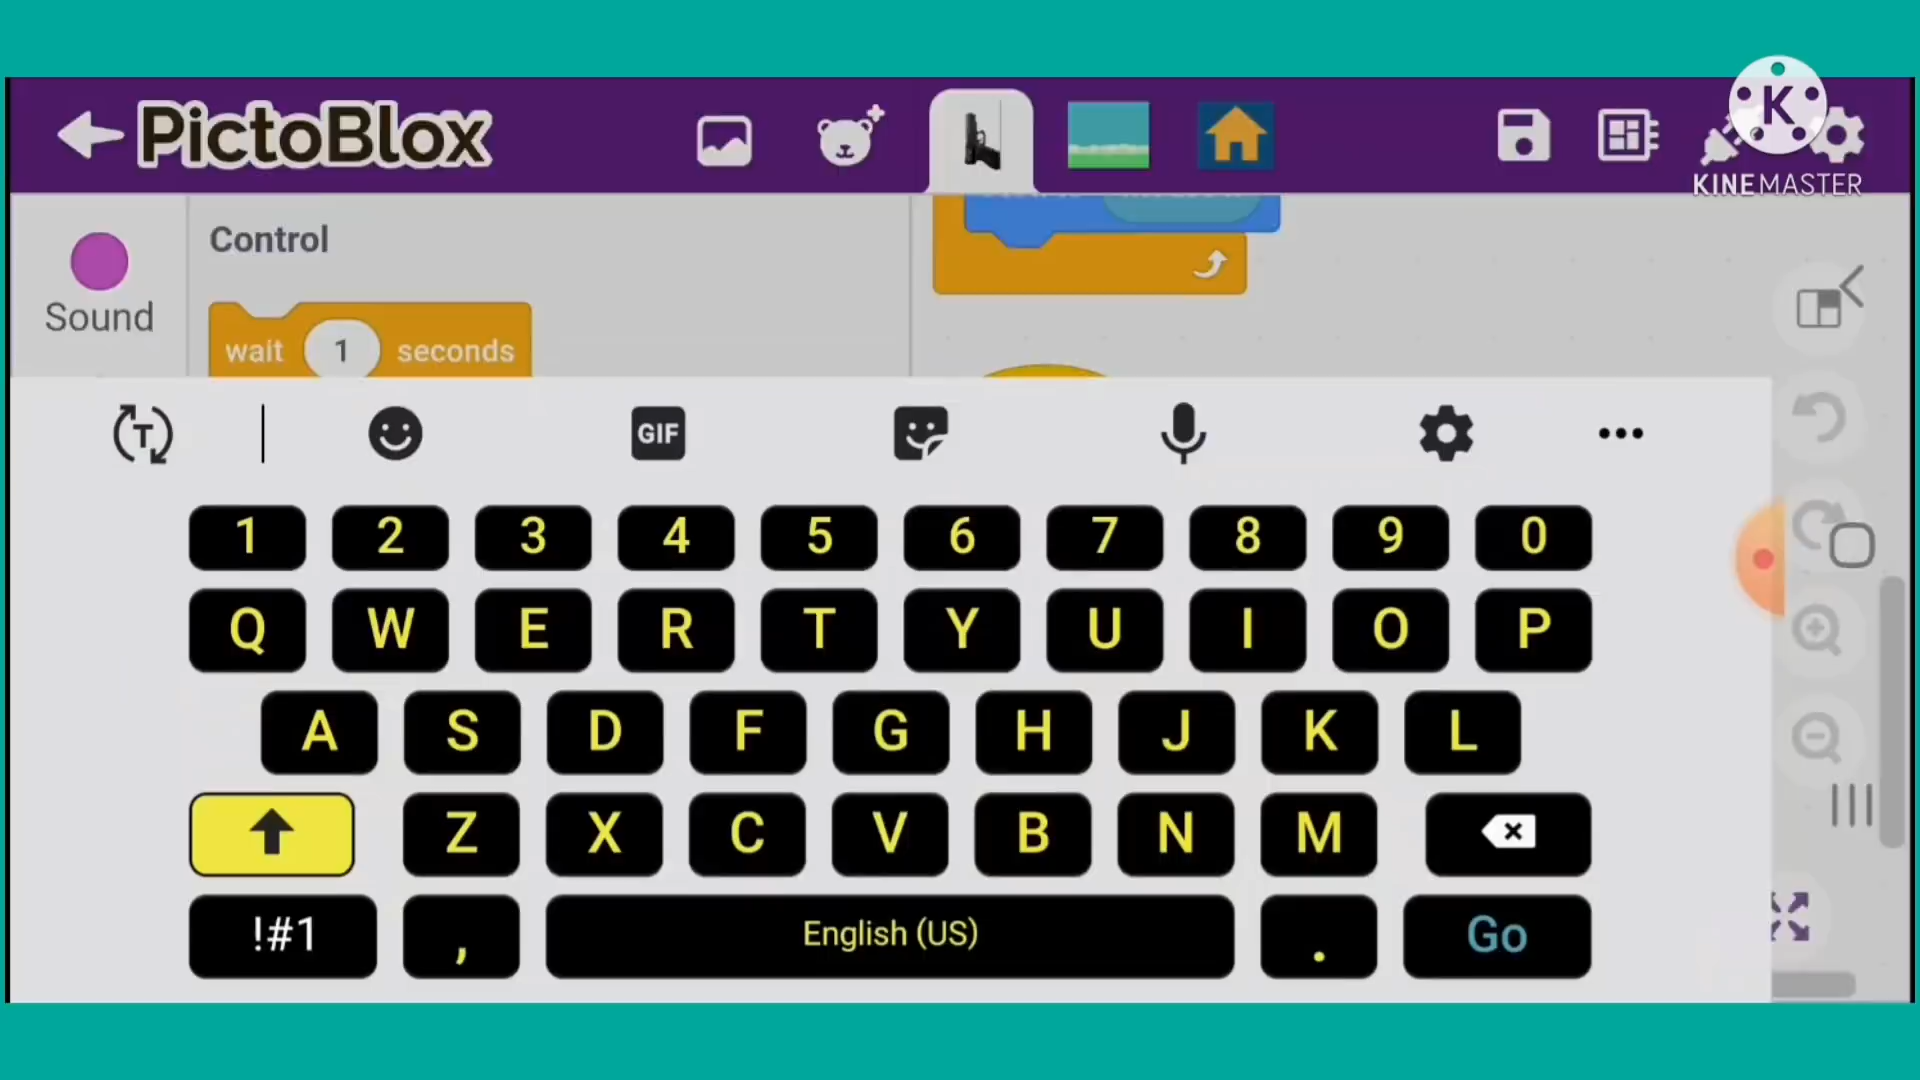 PictoBlox
K
KINEMASTER
Control
Sound
wait 1 seconds
T
GIF
1 2 3 4 5 6 7 8 9 0
Q W E R T Y U I O P
A S D F G H J K L
Z X C V B N M
!#1 , English (US) . Go